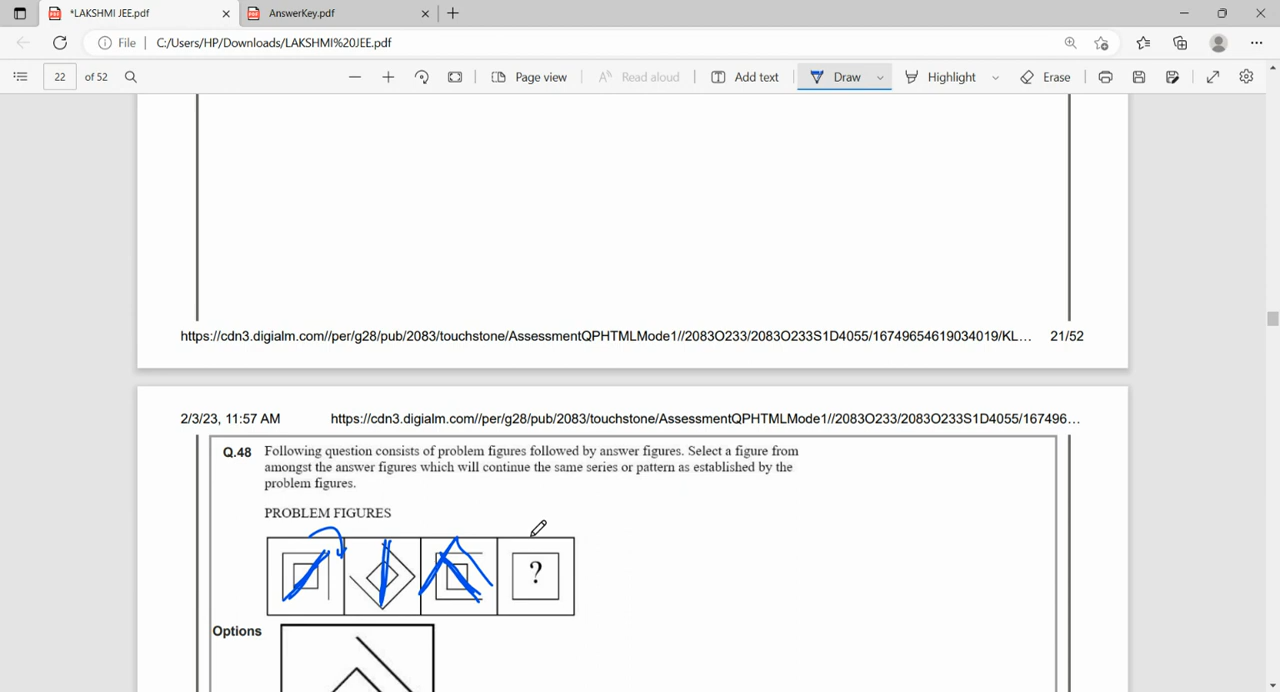 *LAKSHMI JEE.pdf
AnswerKey.pdf
File | C:/Users/HP/Downloads/LAKSHMI%20JEE.pdf
22 of 52
Page view
Read aloud
Add text
Draw
Highlight
Erase
https://cdn3.digialm.com//per/g28/pub/2083/touchstone/AssessmentQPHTMLMode1//2083O233/2083O233S1D4055/16749654619034019/KL... 21/52
2/3/23, 11:57 AM https://cdn3.digialm.com//per/g28/pub/2083/touchstone/AssessmentQPHTMLMode1//2083O233/2083O233S1D4055/167496...
Q.48 Following question consists of problem figures followed by answer figures. Select a figure from
amongst the answer figures which will continue the same series or pattern as established by the
problem figures.
PROBLEM FIGURES
?
Options